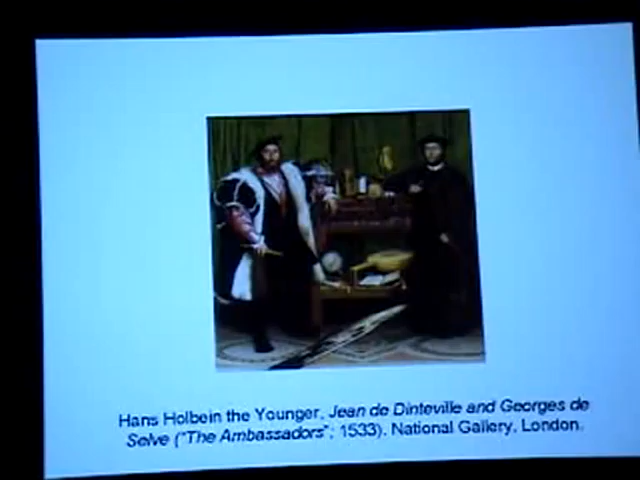 Hans Holbein the Younger, Jean de Dinteville and Georges de
Selve ("The Ambassadors"; 1533). National Gallery, London.